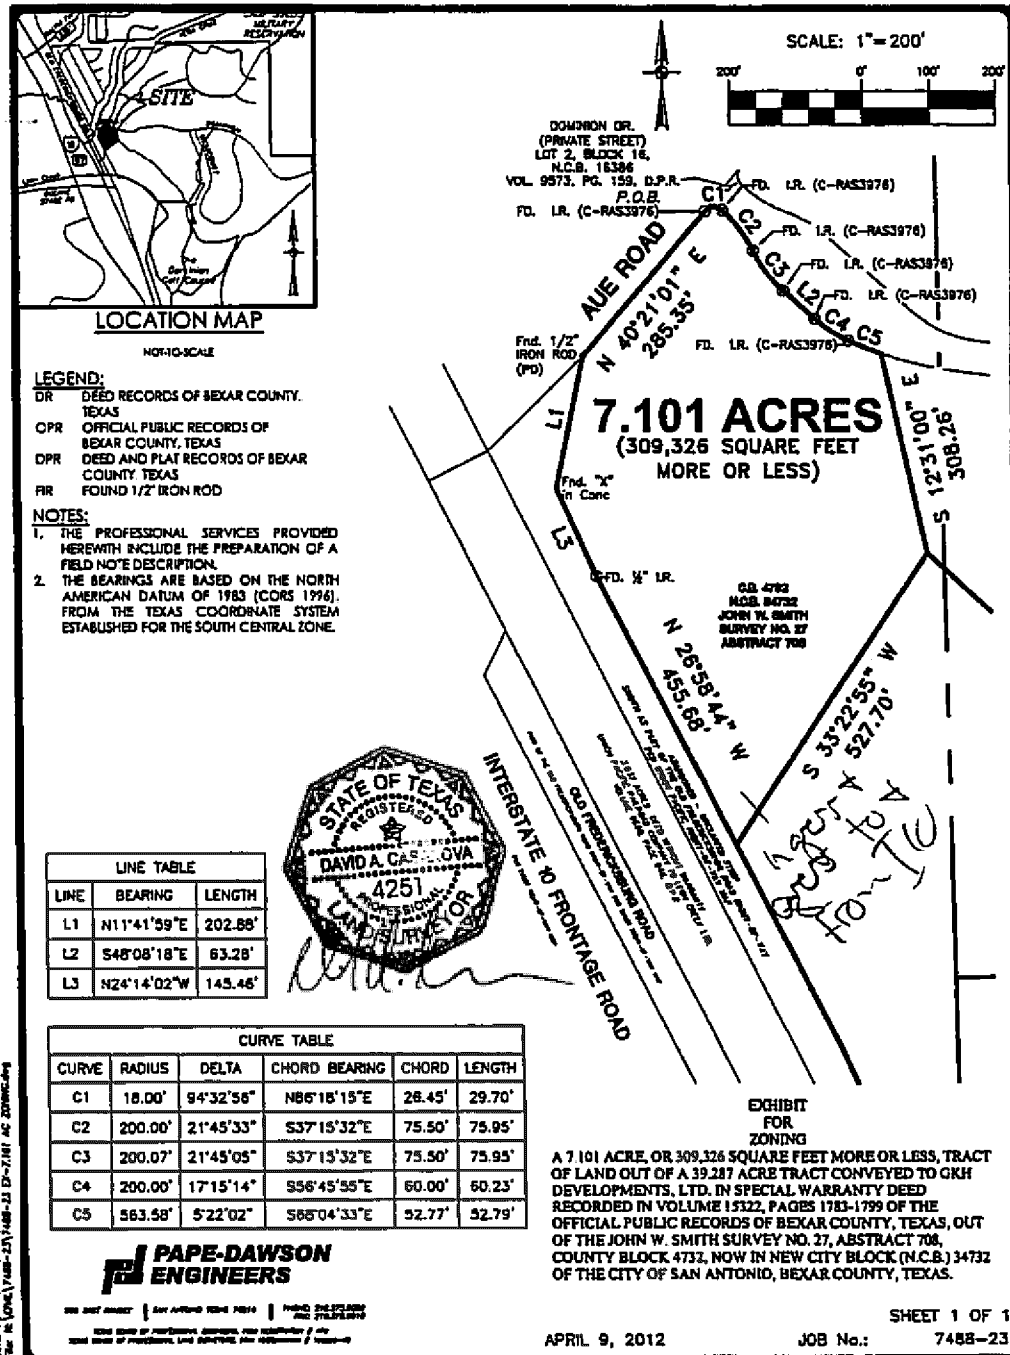 MILITARY
RESERVATION
SITE
LOCATION MAP
NOT-TO-SCALE
SCALE: 1"=200'
200' 0' 100' 200'
DOMINION DR.
(PRIVATE STREET)
LOT 2, BLOCK 16,
N.C.B. 16386
VOL. 9573, PG. 159, D.P.R.
P.O.B.
FD. I.R. (C-RAS3976)
C1
FD. I.R. (C-RAS3976)
C2
FD. I.R. (C-RAS3976)
C3
FD. I.R. (C-RAS3976)
L2
FD. I.R. (C-RAS3976)
C4
C5
FD. I.R. (C-RAS3976)
AUE ROAD
N 40°21'01" E
285.35'
Fnd. 1/2"
IRON ROD
(PD)
L1
7.101 ACRES
(309,326 SQUARE FEET
MORE OR LESS)
S 12°31'00" E
308.26'
Fnd. "X"
in Conc
L3
FD. ½" I.R.
JOHN W. SMITH
SURVEY NO. 27
ABSTRACT 708
N 26°58'44" W
455.68'
S 33°22'55" W
527.70'
OLD FREDERICKSBURG ROAD
INTERSTATE 10 FRONTAGE ROAD
LEGEND:
DR DEED RECORDS OF BEXAR COUNTY,
TEXAS
OPR OFFICIAL PUBLIC RECORDS OF
BEXAR COUNTY, TEXAS
DPR DEED AND PLAT RECORDS OF BEXAR
COUNTY TEXAS
FIR FOUND 1/2" IRON ROD
NOTES:
1. THE PROFESSIONAL SERVICES PROVIDED
HEREWITH INCLUDE THE PREPARATION OF A
FIELD NOTE DESCRIPTION.
2. THE BEARINGS ARE BASED ON THE NORTH
AMERICAN DATUM OF 1983 (CORS 1996),
FROM THE TEXAS COORDINATE SYSTEM
ESTABLISHED FOR THE SOUTH CENTRAL ZONE.
STATE OF TEXAS
REGISTERED
DAVID A. CASANOVA
4251
PROFESSIONAL
LAND SURVEYOR
LINE TABLE
LINE BEARING LENGTH
L1 N11°41'59"E 202.88'
L2 S48°08'18"E 63.28'
L3 N24°14'02"W 145.46'
CURVE TABLE
CURVE RADIUS DELTA CHORD BEARING CHORD LENGTH
C1 18.00' 94°32'56" N86°18'15"E 26.45' 29.70'
C2 200.00' 21°45'33" S37°15'32"E 75.50' 75.95'
C3 200.07' 21°45'05" S37°15'32"E 75.50' 75.95'
C4 200.00' 17°15'14" S56°45'55"E 60.00' 60.23'
C5 563.58' 5°22'02" S68°04'33"E 52.77' 52.79'
PAPE-DAWSON
ENGINEERS
EXHIBIT
FOR
ZONING
A 7.101 ACRE, OR 309,326 SQUARE FEET MORE OR LESS, TRACT
OF LAND OUT OF A 39.287 ACRE TRACT CONVEYED TO GKH
DEVELOPMENTS, LTD. IN SPECIAL WARRANTY DEED
RECORDED IN VOLUME 15322, PAGES 1783-1799 OF THE
OFFICIAL PUBLIC RECORDS OF BEXAR COUNTY, TEXAS, OUT
OF THE JOHN W. SMITH SURVEY NO. 27, ABSTRACT 708,
COUNTY BLOCK 4732, NOW IN NEW CITY BLOCK (N.C.B.) 34732
OF THE CITY OF SAN ANTONIO, BEXAR COUNTY, TEXAS.
SHEET 1 OF 1
APRIL 9, 2012 JOB No.: 7488-23